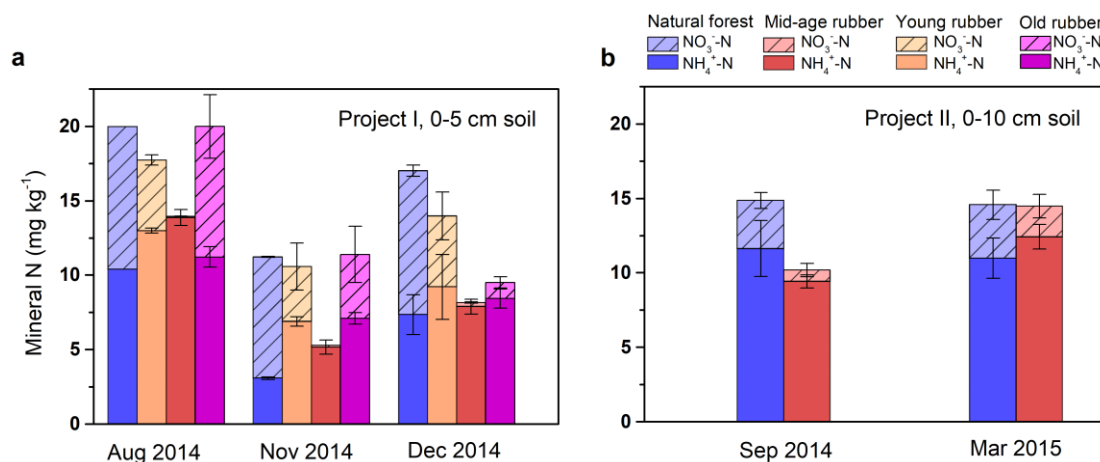 Natural forest Mid-age rubber Young rubber Old rubber
NO₃⁻-N NO₃⁻-N NO₃⁻-N NO₃⁻-N
NH₄⁺-N NH₄⁺-N NH₄⁺-N NH₄⁺-N
a
b
Project I, 0-5 cm soil
Project II, 0-10 cm soil
Mineral N (mg kg⁻¹)
20
15
10
5
0
20
15
10
5
0
Aug 2014 Nov 2014 Dec 2014
Sep 2014 Mar 2015